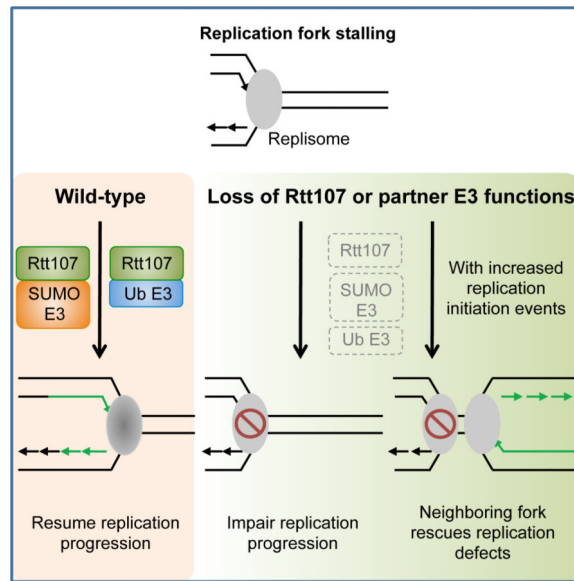 Replication fork stalling
Replisome
Wild-type
Rtt107
SUMO
E3
Rtt107
Ub E3
Loss of Rtt107 or partner E3 functions
Rtt107
SUMO
E3
Ub E3
With increased
replication
initiation events
Resume replication
progression
Impair replication
progression
Neighboring fork
rescues replication
defects